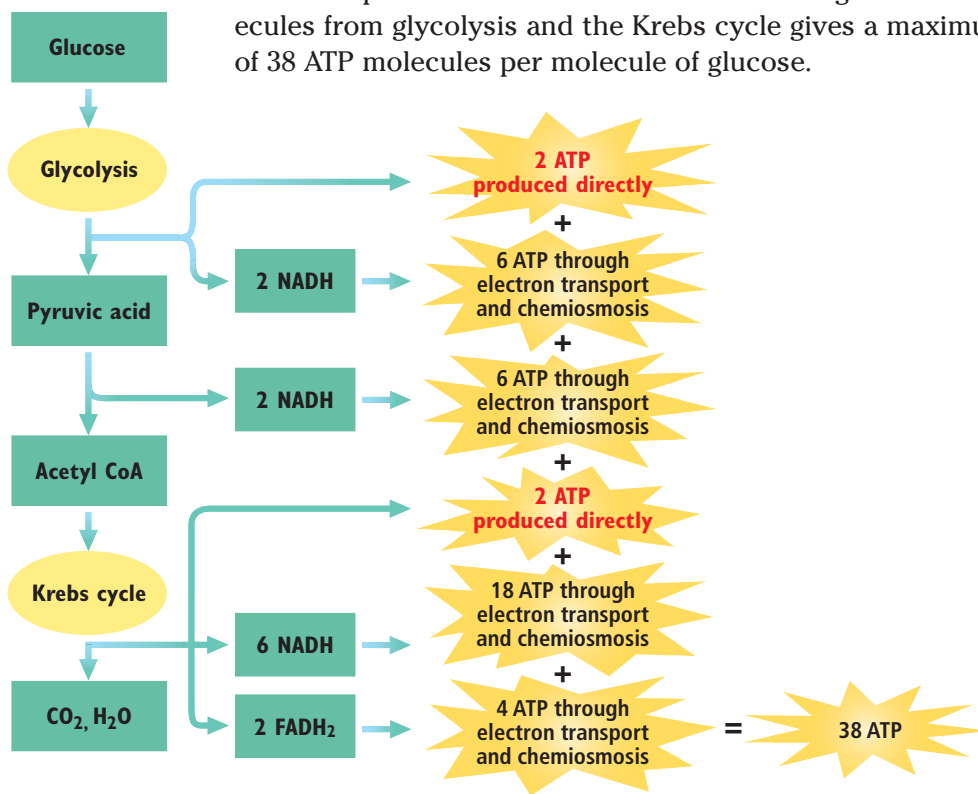 ecules from glycolysis and the Krebs cycle gives a maximu
of 38 ATP molecules per molecule of glucose.
Glucose
Glycolysis
2 ATP
produced directly
+
2 NADH
6 ATP through
electron transport
and chemiosmosis
Pyruvic acid
+
2 NADH
6 ATP through
electron transport
and chemiosmosis
Acetyl CoA
+
2 ATP
produced directly
+
Krebs cycle
6 NADH
18 ATP through
electron transport
and chemiosmosis
+
CO₂, H₂O
2 FADH₂
4 ATP through
electron transport
and chemiosmosis
=
38 ATP